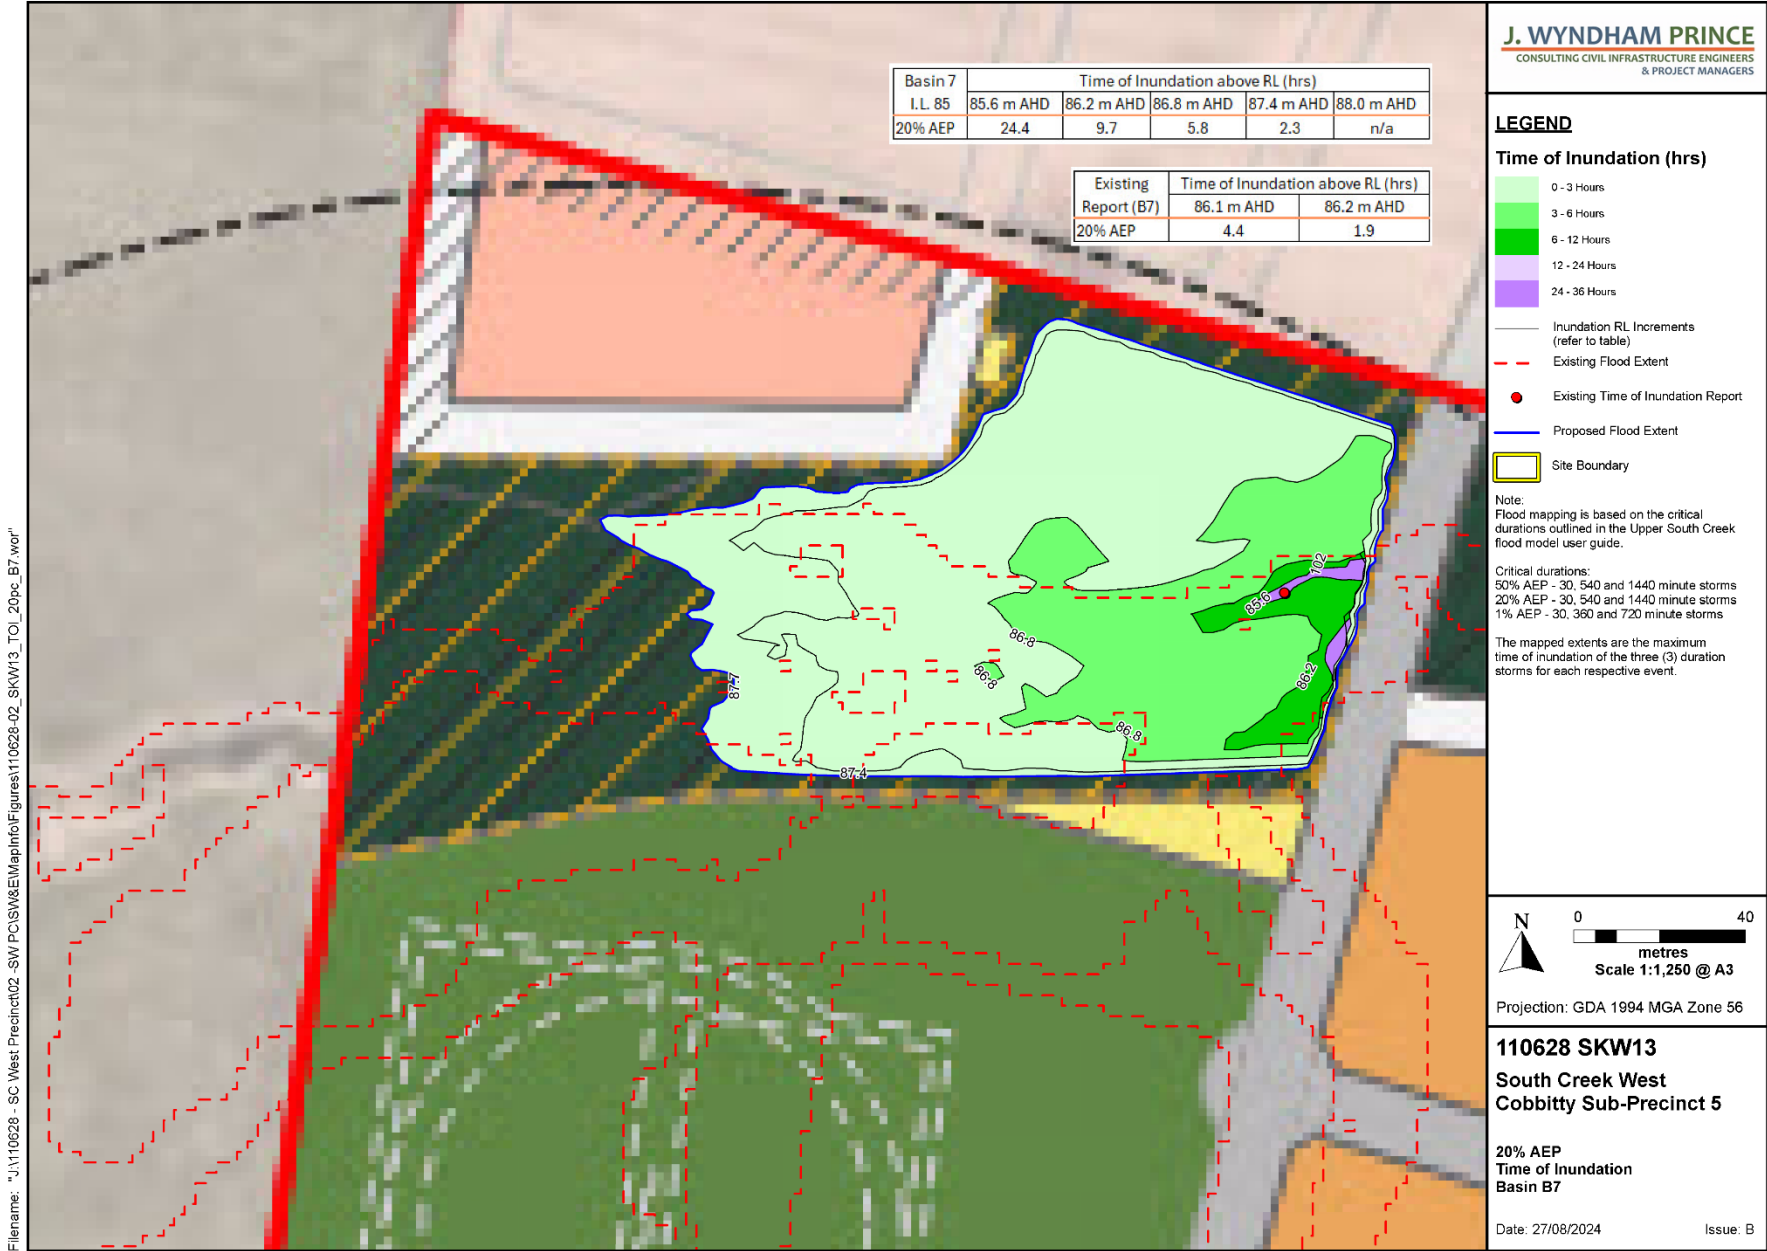 J. WYNDHAM PRINCE
CONSULTING CIVIL INFRASTRUCTURE ENGINEERS
& PROJECT MANAGERS
Basin 7 Time of Inundation above RL (hrs)
I.L. 85 85.6 m AHD 86.2 m AHD 86.8 m AHD 87.4 m AHD 88.0 m AHD
20% AEP 24.4 9.7 5.8 2.3 n/a
Existing Time of Inundation above RL (hrs)
Report (B7) 86.1 m AHD 86.2 m AHD
20% AEP 4.4 1.9
102
85.6
86.8
86.8
86.2
87.7
86.8
87.4
LEGEND
Time of Inundation (hrs)
0 - 3 Hours
3 - 6 Hours
6 - 12 Hours
12 - 24 Hours
24 - 36 Hours
Inundation RL Increments
(refer to table)
Existing Flood Extent
Existing Time of Inundation Report
Proposed Flood Extent
Site Boundary
Note:
Flood mapping is based on the critical
durations outlined in the Upper South Creek
flood model user guide.
Critical durations:
50% AEP - 30, 540 and 1440 minute storms
20% AEP - 30, 540 and 1440 minute storms
1% AEP - 30, 360 and 720 minute storms
The mapped extents are the maximum
time of inundation of the three (3) duration
storms for each respective event.
N
0 40
metres
Scale 1:1,250 @ A3
Projection: GDA 1994 MGA Zone 56
110628 SKW13
South Creek West
Cobbitty Sub-Precinct 5
20% AEP
Time of Inundation
Basin B7
Date: 27/08/2024 Issue: B
Filename: "J:\110628 - SC West Precinct\02 -SW PC\SW&E\MapInfo\Figures\110628-02_SKW13_TOI_20pc_B7.wor"